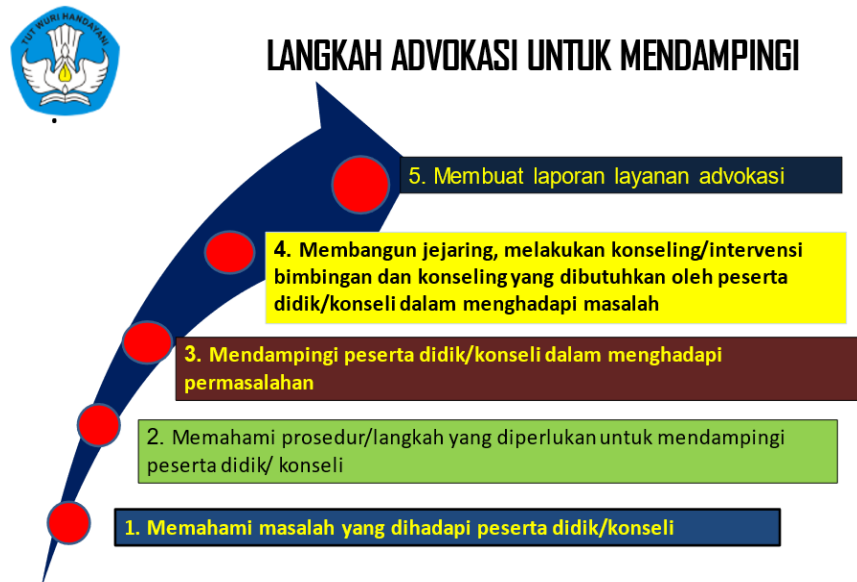 TUT WURI HANDAYANI
LANGKAH ADVOKASI UNTUK MENDAMPINGI
5. Membuat laporan layanan advokasi
4. Membangun jejaring, melakukan konseling/intervensi
bimbingan dan konseling yang dibutuhkan oleh peserta
didik/konseli dalam menghadapi masalah
3. Mendampingi peserta didik/konseli dalam menghadapi
permasalahan
2. Memahami prosedur/langkah yang diperlukan untuk mendampingi
peserta didik/ konseli
1. Memahami masalah yang dihadapi peserta didik/konseli